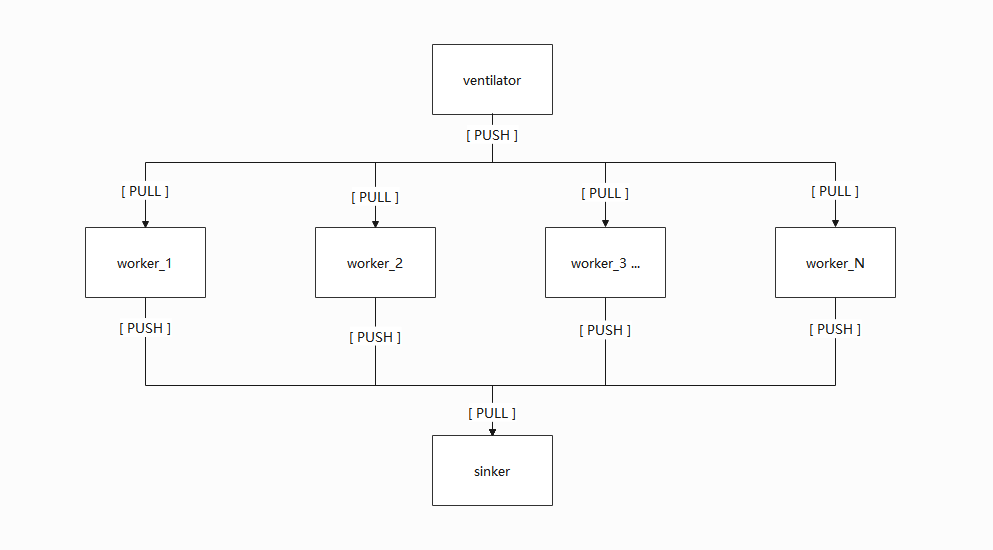 ventilator
[ PUSH ]
[ PULL ]
[ PULL ]
[ PULL ]
[ PULL ]
worker_1
worker_2
worker_3 ...
worker_N
[ PUSH ]
[ PUSH ]
[ PUSH ]
[ PUSH ]
[ PULL ]
sinker